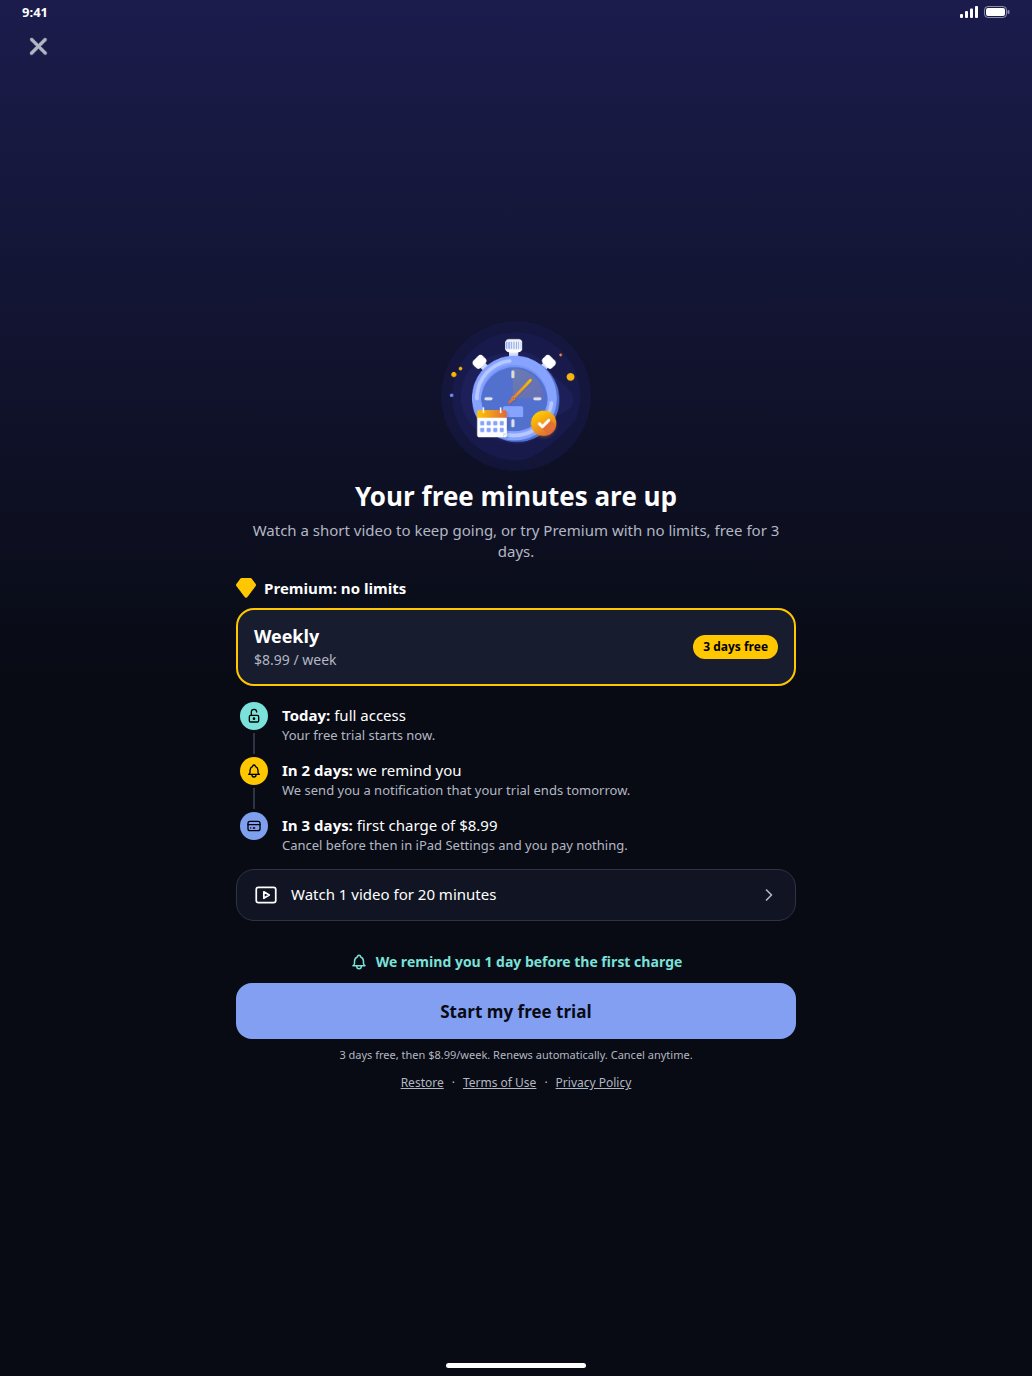 9:41
Your free minutes are up
Watch a short video to keep going, or try Premium with no limits, free for 3
days.
Premium: no limits
Weekly
$8.99 / week
3 days free
Today: full access
Your free trial starts now.
In 2 days: we remind you
We send you a notification that your trial ends tomorrow.
In 3 days: first charge of $8.99
Cancel before then in iPad Settings and you pay nothing.
Watch 1 video for 20 minutes
We remind you 1 day before the first charge
Start my free trial
3 days free, then $8.99/week. Renews automatically. Cancel anytime.
Restore · Terms of Use · Privacy Policy